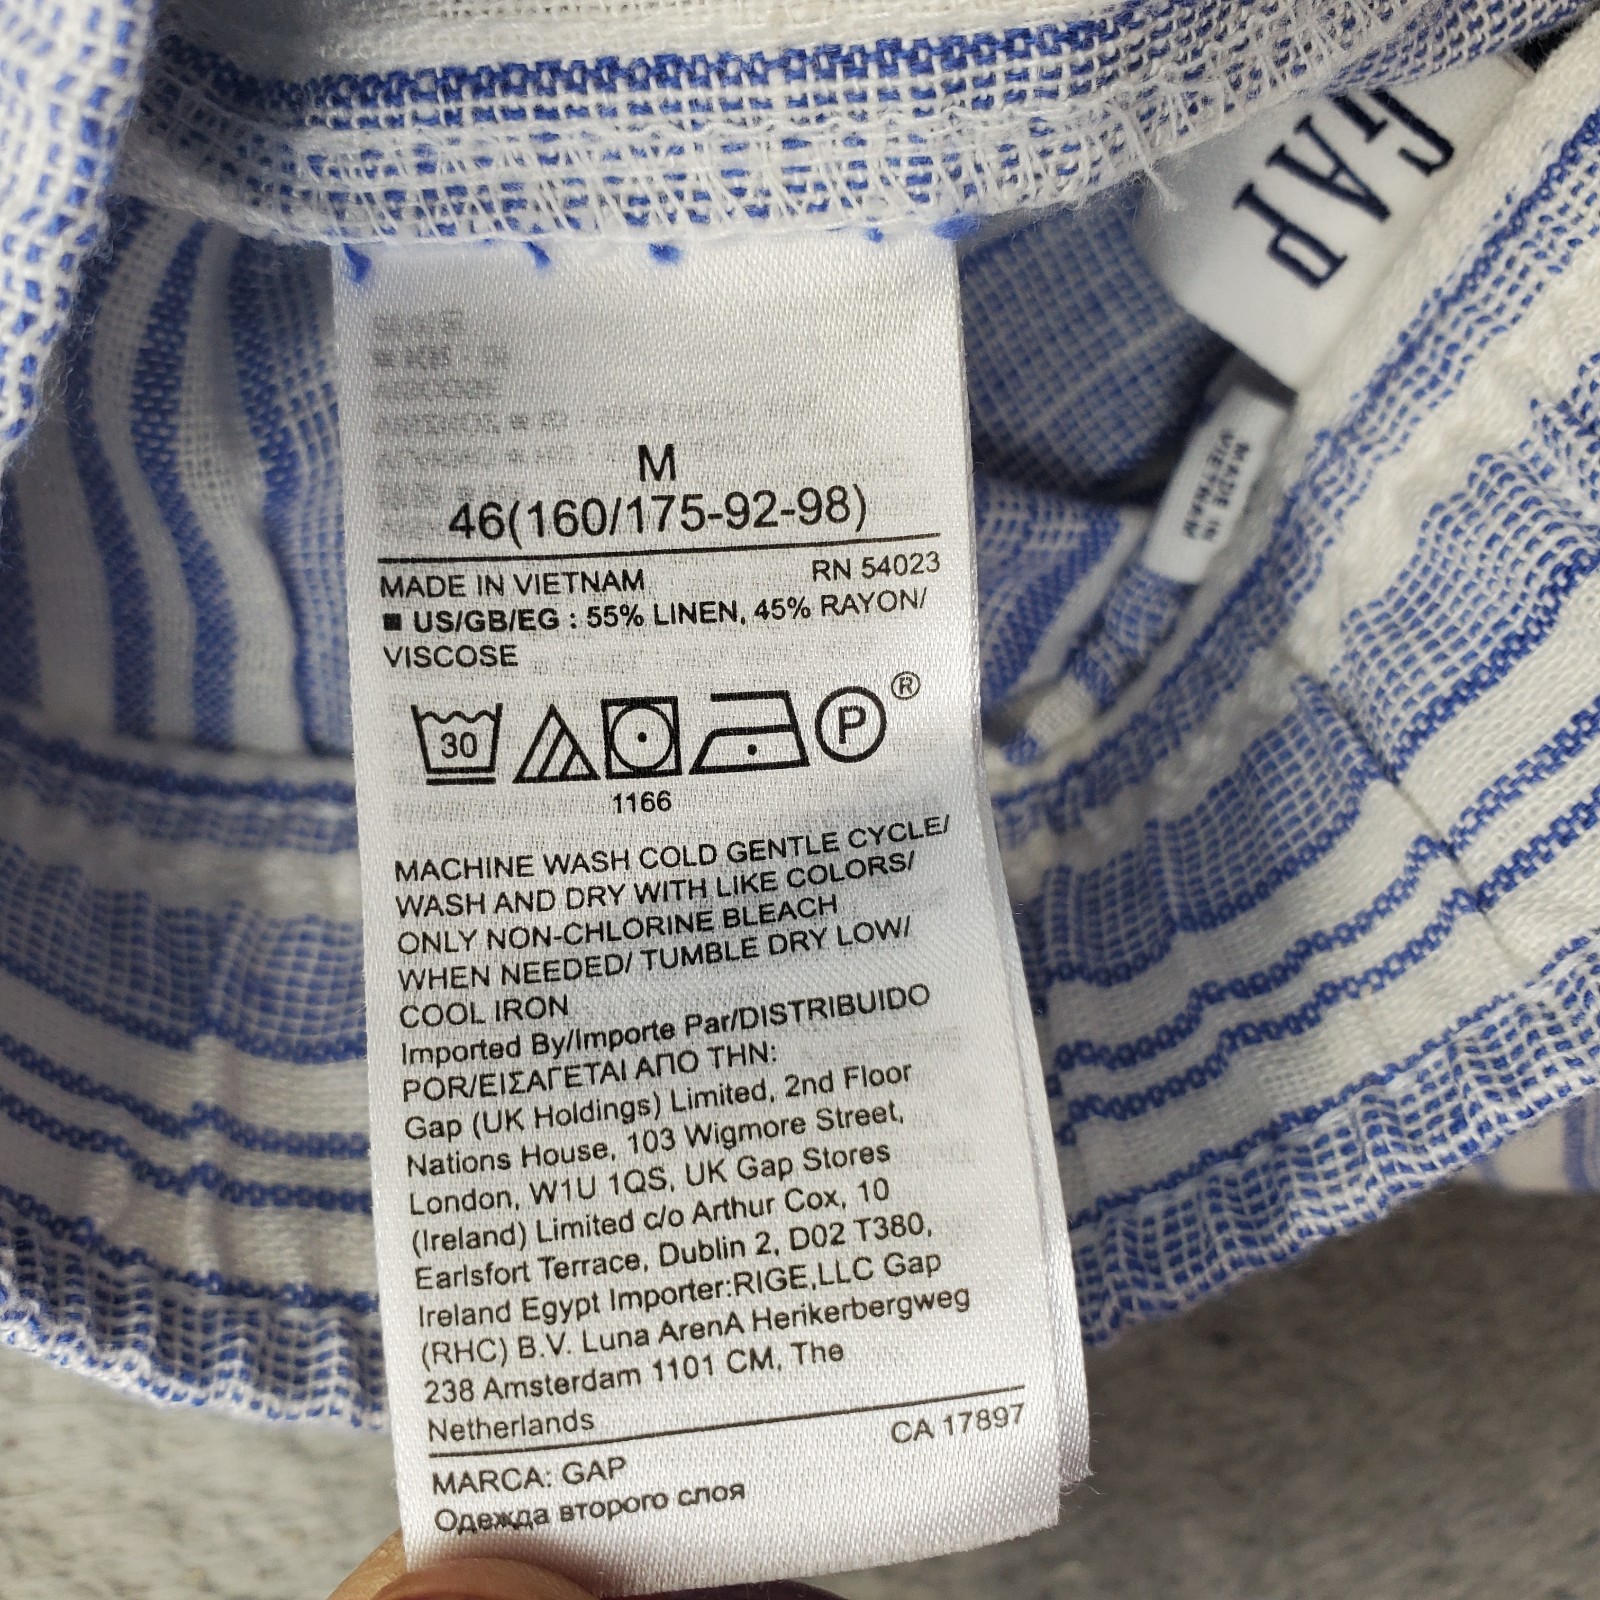 GAP
MADE IN
VIETNAM
M
46(160/175-92-98)
MADE IN VIETNAM RN 54023
■ US/GB/EG : 55% LINEN, 45% RAYON/
VISCOSE
30 P ®
1166
MACHINE WASH COLD GENTLE CYCLE/
WASH AND DRY WITH LIKE COLORS/
ONLY NON-CHLORINE BLEACH
WHEN NEEDED/ TUMBLE DRY LOW/
COOL IRON
Imported By/Importe Par/DISTRIBUIDO
POR/ΕΙΣΑΓΕΤΑΙ ΑΠΟ ΤΗΝ:
Gap (UK Holdings) Limited, 2nd Floor
Nations House, 103 Wigmore Street,
London, W1U 1QS, UK Gap Stores
(Ireland) Limited c/o Arthur Cox, 10
Earlsfort Terrace, Dublin 2, D02 T380,
Ireland Egypt Importer:RIGE,LLC Gap
(RHC) B.V. Luna ArenA Herikerbergweg
238 Amsterdam 1101 CM, The
Netherlands
CA 17897
MARCA: GAP
Одежда второго слоя